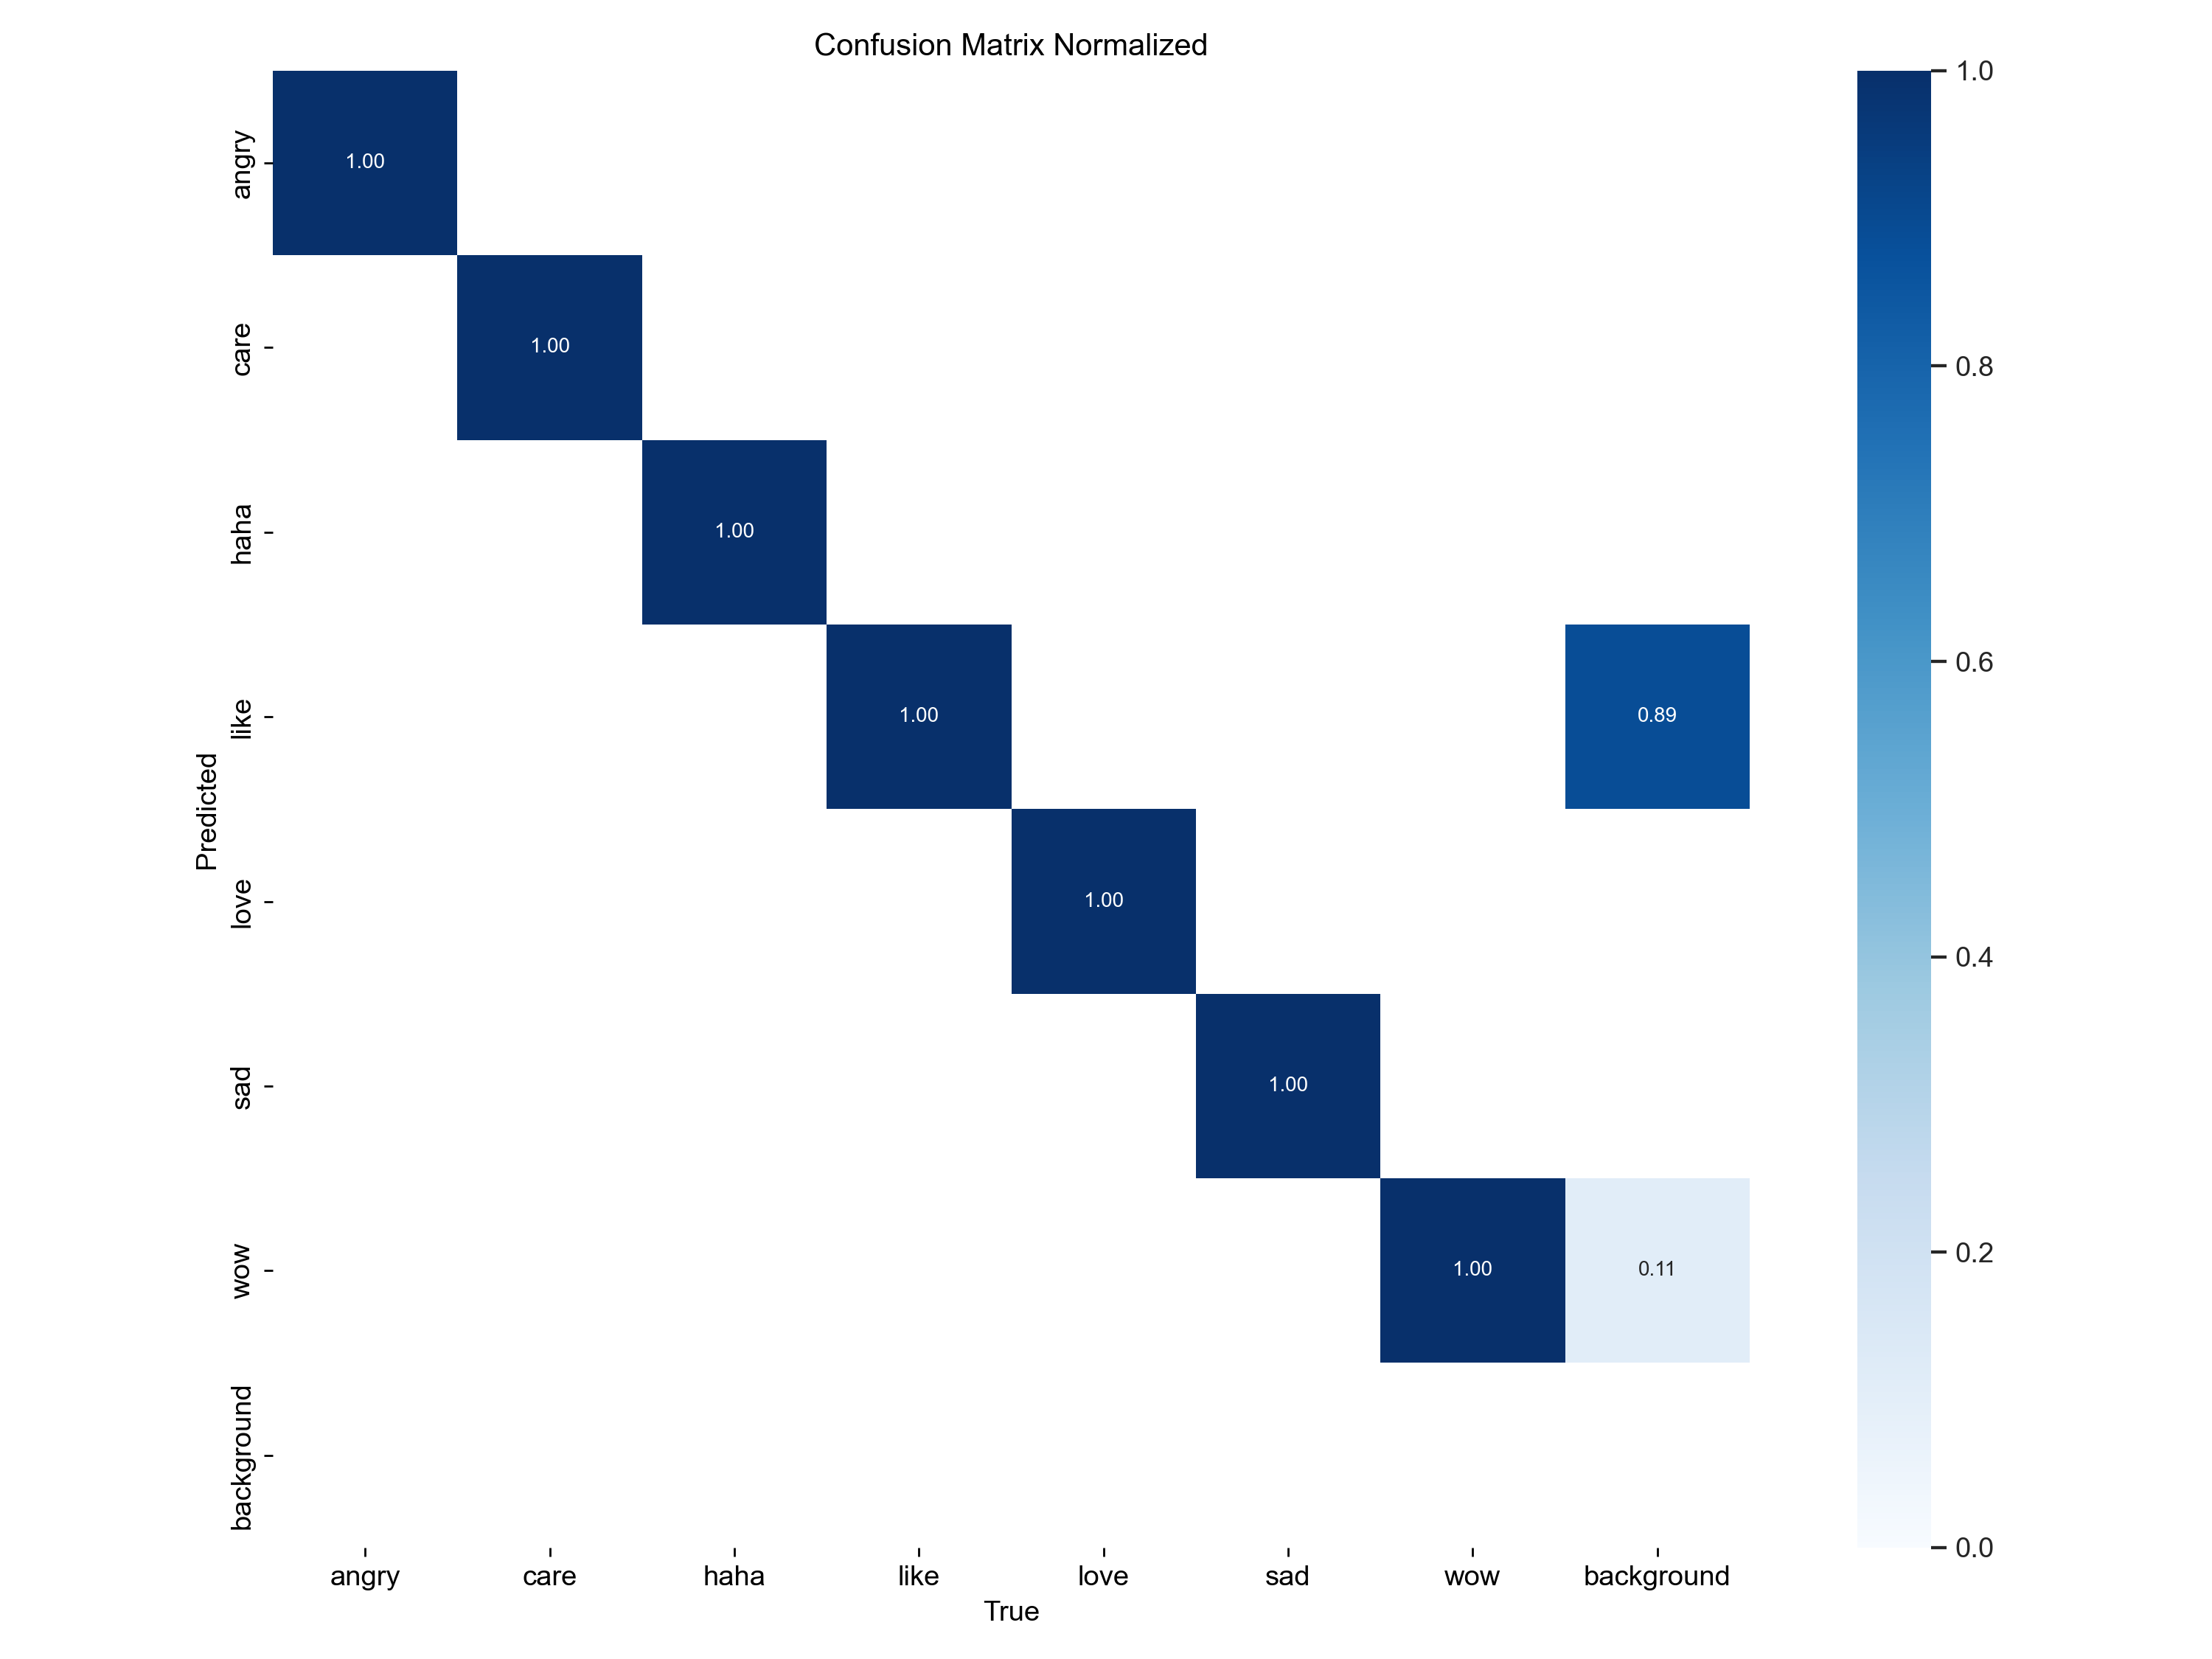 Confusion Matrix Normalized
1.0
angry
1.00
care
1.00
0.8
haha
1.00
0.6
like
1.00
0.89
Predicted
love
1.00
0.4
sad
1.00
wow
1.00
0.11
0.2
background
0.0
angry care haha like love sad wow background
True